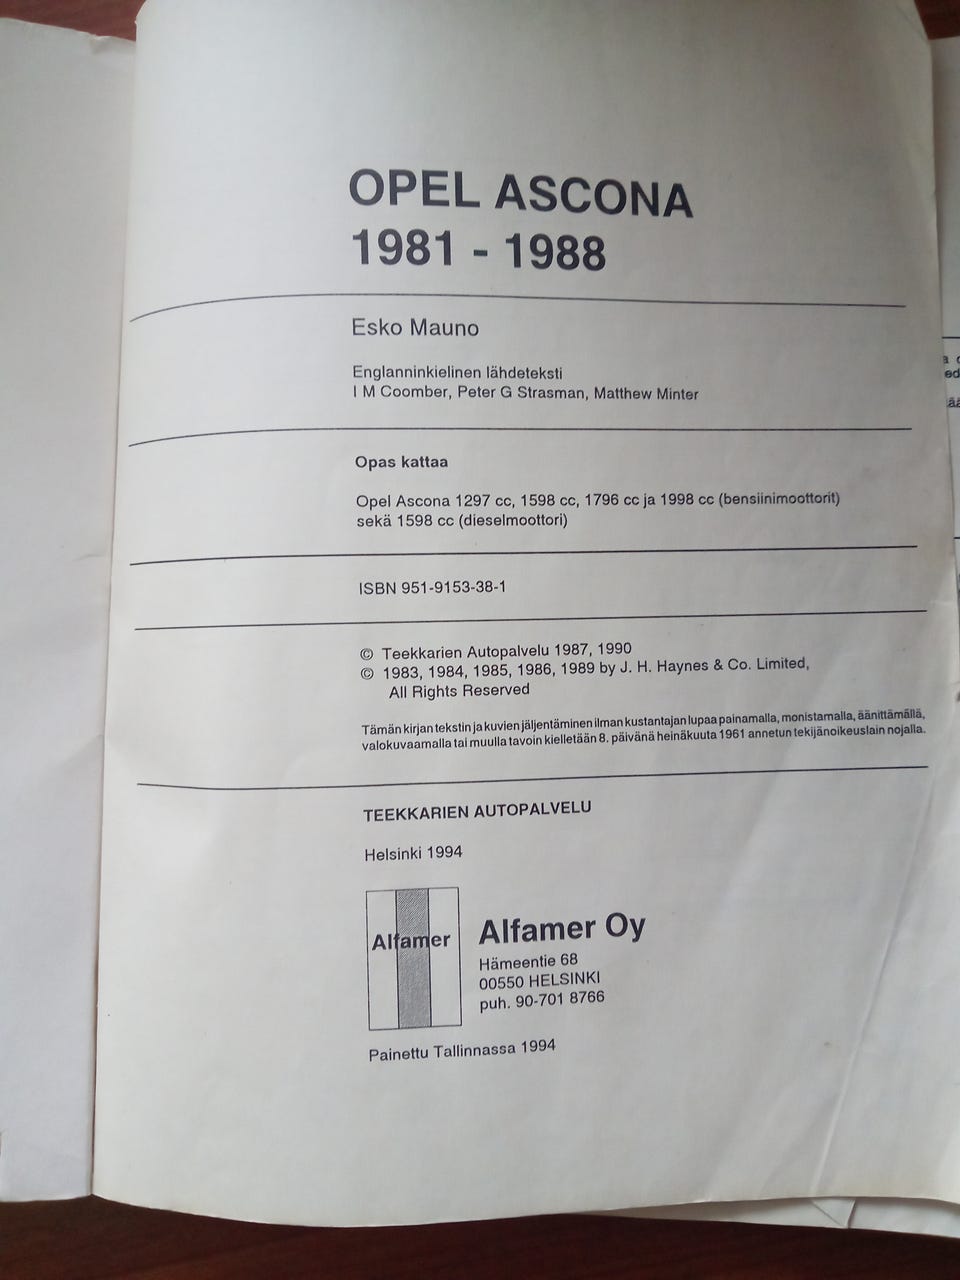 OPEL ASCONA
1981 - 1988
Esko Mauno
Englanninkielinen lähdeteksti
I M Coomber, Peter G Strasman, Matthew Minter
Opas kattaa
Opel Ascona 1297 cc, 1598 cc, 1796 cc ja 1998 cc (bensiinimoottorit)
sekä 1598 cc (dieselmoottori)
ISBN 951-9153-38-1
© Teekkarien Autopalvelu 1987, 1990
© 1983, 1984, 1985, 1986, 1989 by J. H. Haynes & Co. Limited,
All Rights Reserved
Tämän kirjan tekstin ja kuvien jäljentäminen ilman kustantajan lupaa painamalla, monistamalla, äänittämällä,
valokuvaamalla tai muulla tavoin kielletään 8. päivänä heinäkuuta 1961 annetun tekijänoikeuslain nojalla.
TEEKKARIEN AUTOPALVELU
Helsinki 1994
Alfamer
Alfamer Oy
Hämeentie 68
00550 HELSINKI
puh. 90-701 8766
Painettu Tallinnassa 1994